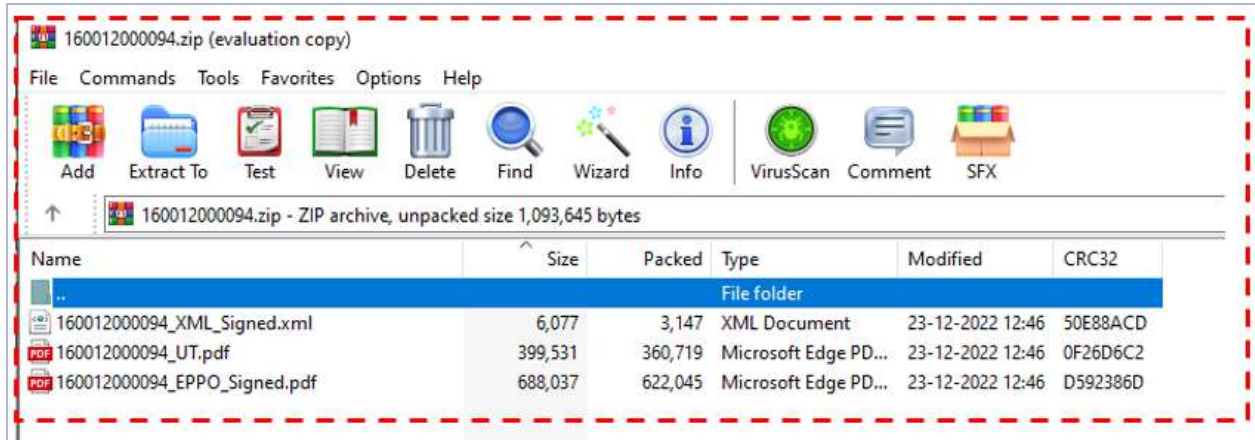 160012000094.zip (evaluation copy)
File Commands Tools Favorites Options Help
Add Extract To Test View Delete Find Wizard Info VirusScan Comment SFX
160012000094.zip - ZIP archive, unpacked size 1,093,645 bytes
Name Size Packed Type Modified CRC32
.. File folder
160012000094_XML_Signed.xml 6,077 3,147 XML Document 23-12-2022 12:46 50E88ACD
160012000094_UT.pdf 399,531 360,719 Microsoft Edge PD... 23-12-2022 12:46 0F26D6C2
160012000094_EPPO_Signed.pdf 688,037 622,045 Microsoft Edge PD... 23-12-2022 12:46 D592386D